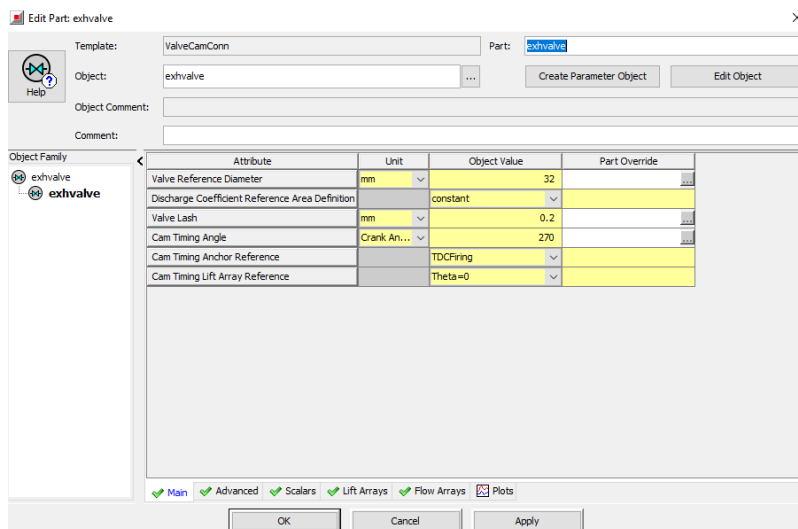 Edit Part: exhvalve
Template: ValveCamConn Part: exhvalve
Help
Object: exhvalve ... Create Parameter Object Edit Object
Object Comment:
Comment:
Object Family
exhvalve
exhvalve
Attribute Unit Object Value Part Override
Valve Reference Diameter mm 32 ...
Discharge Coefficient Reference Area Definition constant
Valve Lash mm 0.2 ...
Cam Timing Angle Crank An... 270 ...
Cam Timing Anchor Reference TDCFiring
Cam Timing Lift Array Reference Theta=0
Main Advanced Scalars Lift Arrays Flow Arrays Plots
OK Cancel Apply